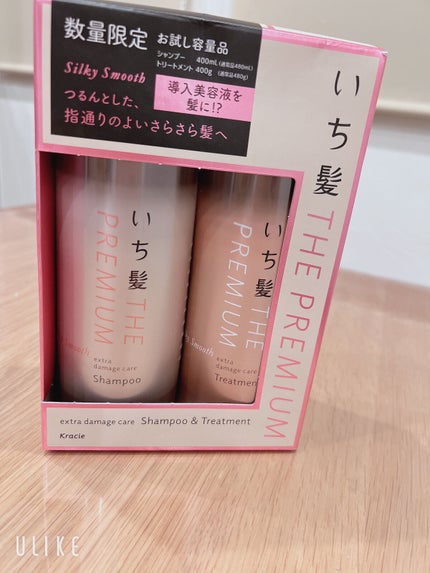 数量限定 お試し容量品
シャンプー 400mL (通常品480mL)
トリートメント 400g (通常品480g)
Silky Smooth
つるんとした、
指通りのよいさらさら髪へ
導入美容液を
髪に!?
いち髪 THE PREMIUM
いち髪 THE
PREMIUM
Smooth
extra
damage care
Shampoo
いち髪 THE
PREMIUM
Smooth
extra
damage care
Treatmen
extra damage care Shampoo & Treatment
Kracie
ULIKE